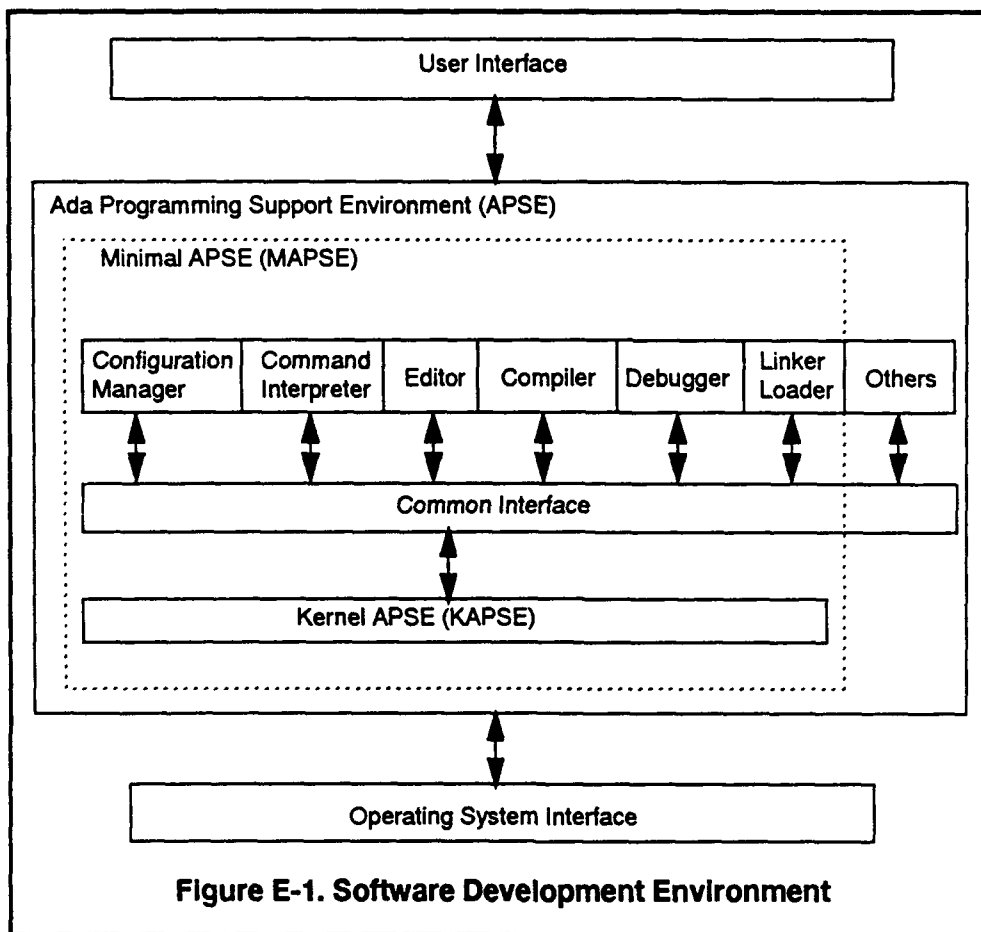 User Interface
Ada Programming Support Environment (APSE)
Minimal APSE (MAPSE)
Configuration
Manager
Command
Interpreter
Editor
Compiler
Debugger
Linker
Loader
Others
Common Interface
Kernel APSE (KAPSE)
Operating System Interface
Figure E-1. Software Development Environment